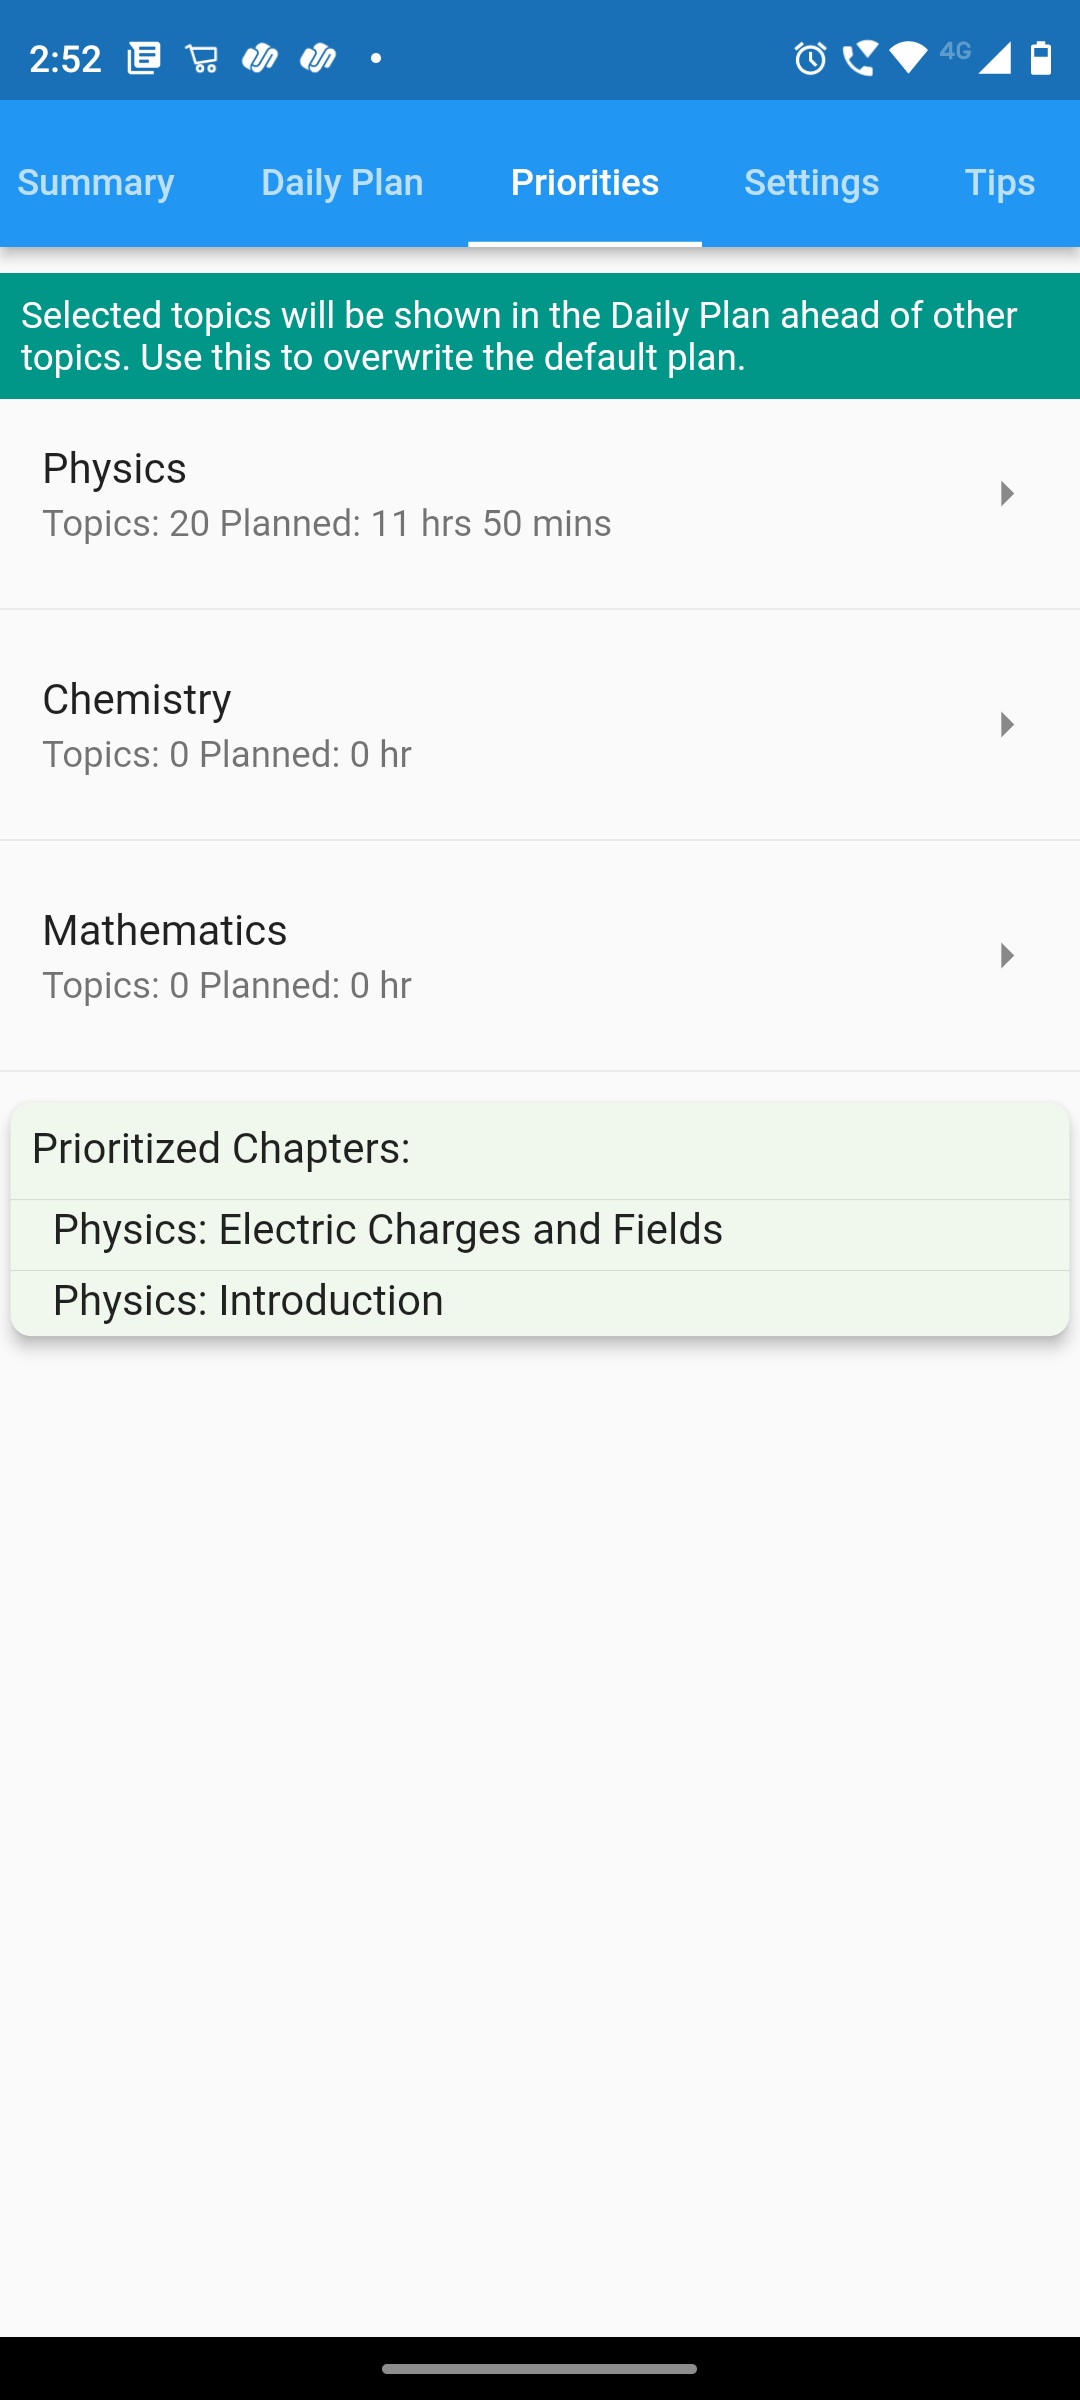 2:52
4G
Summary
Daily Plan
Priorities
Settings
Tips
Selected topics will be shown in the Daily Plan ahead of other
topics. Use this to overwrite the default plan.
Physics
Topics: 20 Planned: 11 hrs 50 mins
Chemistry
Topics: 0 Planned: 0 hr
Mathematics
Topics: 0 Planned: 0 hr
Prioritized Chapters:
Physics: Electric Charges and Fields
Physics: Introduction